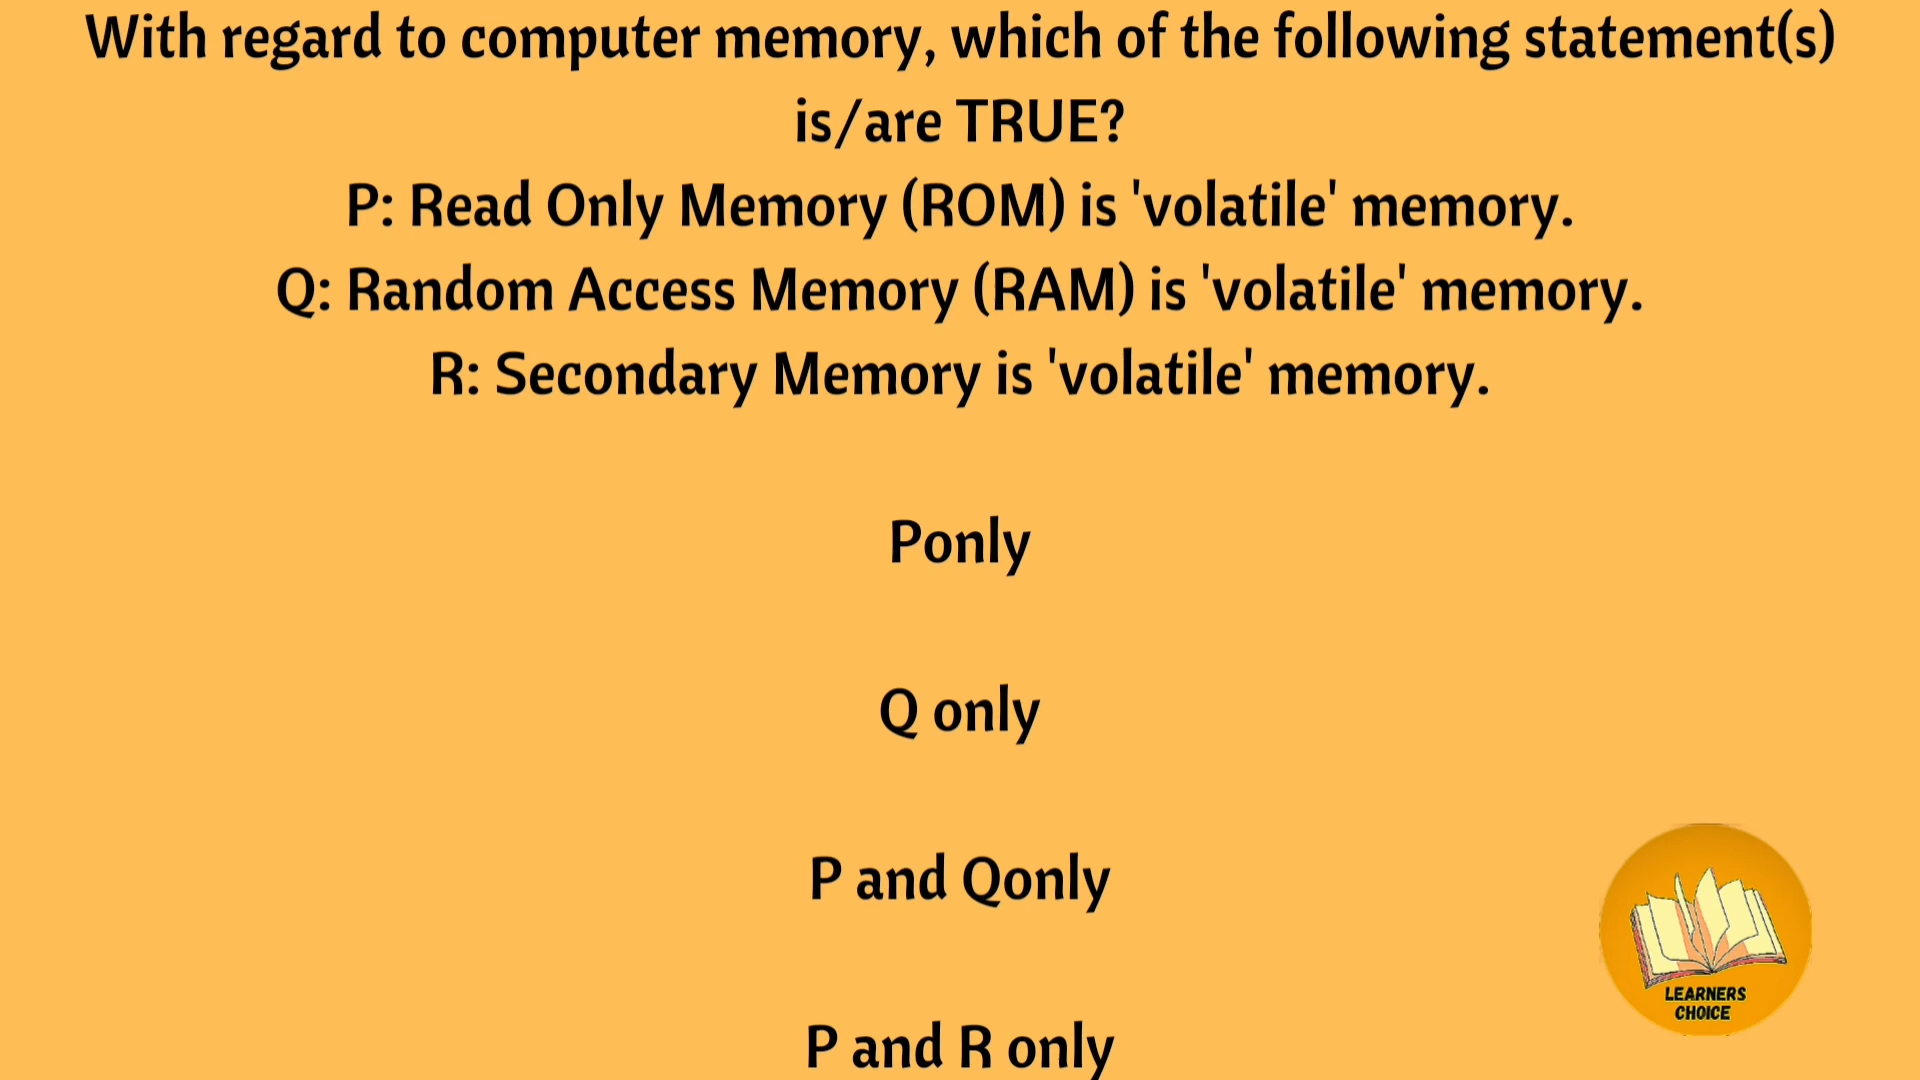 With regard to computer memory, which of the following statement(s)
is/are TRUE?
P: Read Only Memory (ROM) is 'volatile' memory.
Q: Random Access Memory (RAM) is 'volatile' memory.
R: Secondary Memory is 'volatile' memory.
Ponly
Q only
P and Qonly
P and R only
LEARNERS
CHOICE